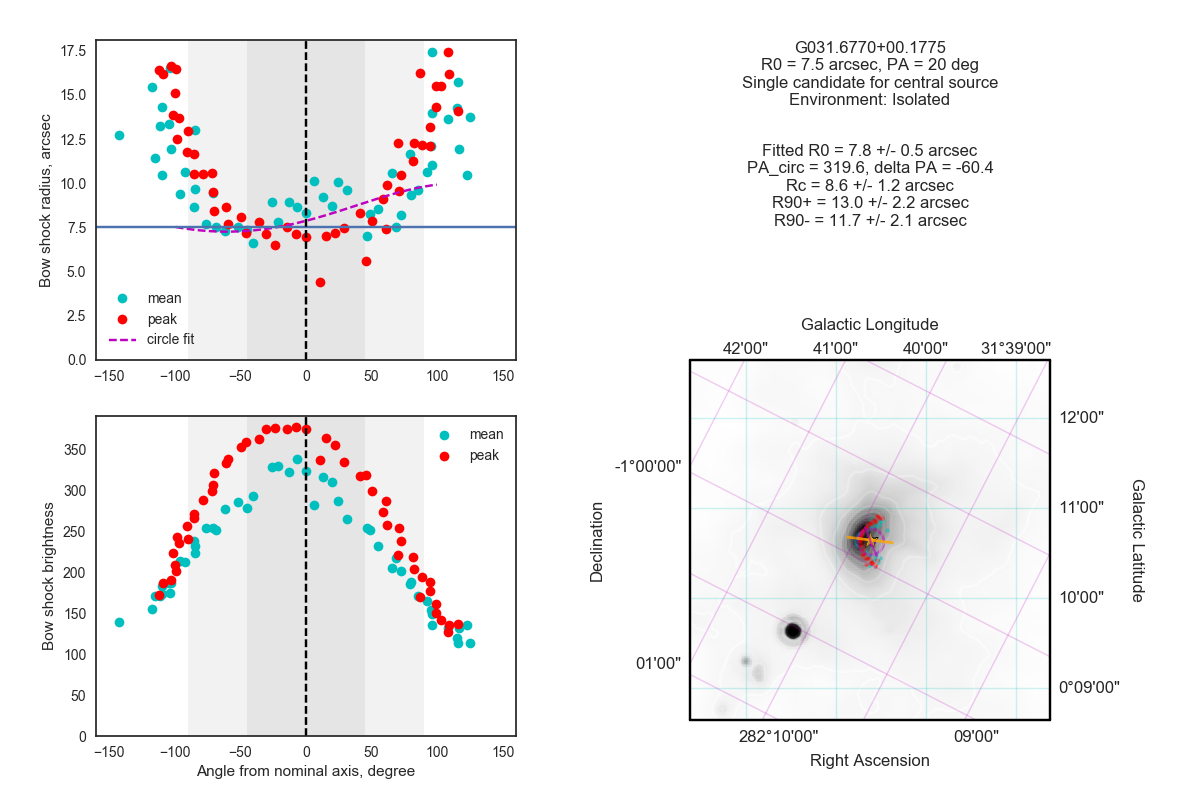 17.5
15.0
12.5
10.0
7.5
5.0
2.5
0.0
Bow shock radius, arcsec
mean
peak
circle fit
−150 −100 −50 0 50 100 150
350
300
250
200
150
100
50
0
Bow shock brightness
mean
peak
−150 −100 −50 0 50 100 150
Angle from nominal axis, degree
G031.6770+00.1775
R0 = 7.5 arcsec, PA = 20 deg
Single candidate for central source
Environment: Isolated
Fitted R0 = 7.8 +/- 0.5 arcsec
PA_circ = 319.6, delta PA = -60.4
Rc = 8.6 +/- 1.2 arcsec
R90+ = 13.0 +/- 2.2 arcsec
R90- = 11.7 +/- 2.1 arcsec
Galactic Longitude
42'00" 41'00" 40'00" 31°39'00"
-1°00'00"
01'00"
Declination
12'00"
11'00"
10'00"
0°09'00"
Galactic Latitude
282°10'00" 09'00"
Right Ascension